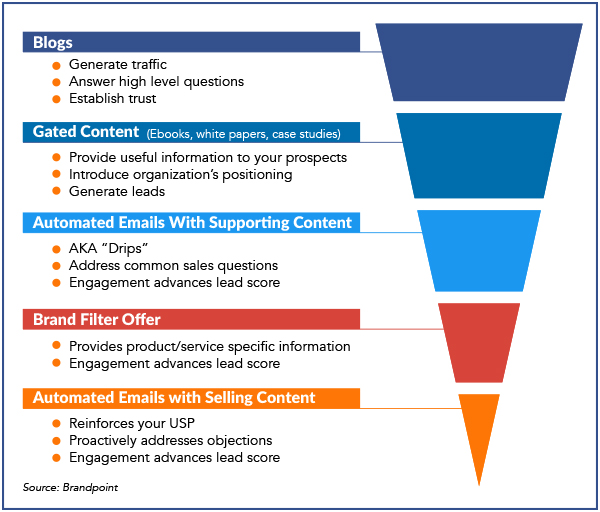 Blogs
Generate traffic
Answer high level questions
Establish trust
Gated Content (Ebooks, white papers, case studies)
Provide useful information to your prospects
Introduce organization's positioning
Generate leads
Automated Emails With Supporting Content
AKA “Drips”
Address common sales questions
Engagement advances lead score
Brand Filter Offer
Provides product/service specific information
Engagement advances lead score
Automated Emails with Selling Content
Reinforces your USP
Proactively addresses objections
Engagement advances lead score
Source: Brandpoint